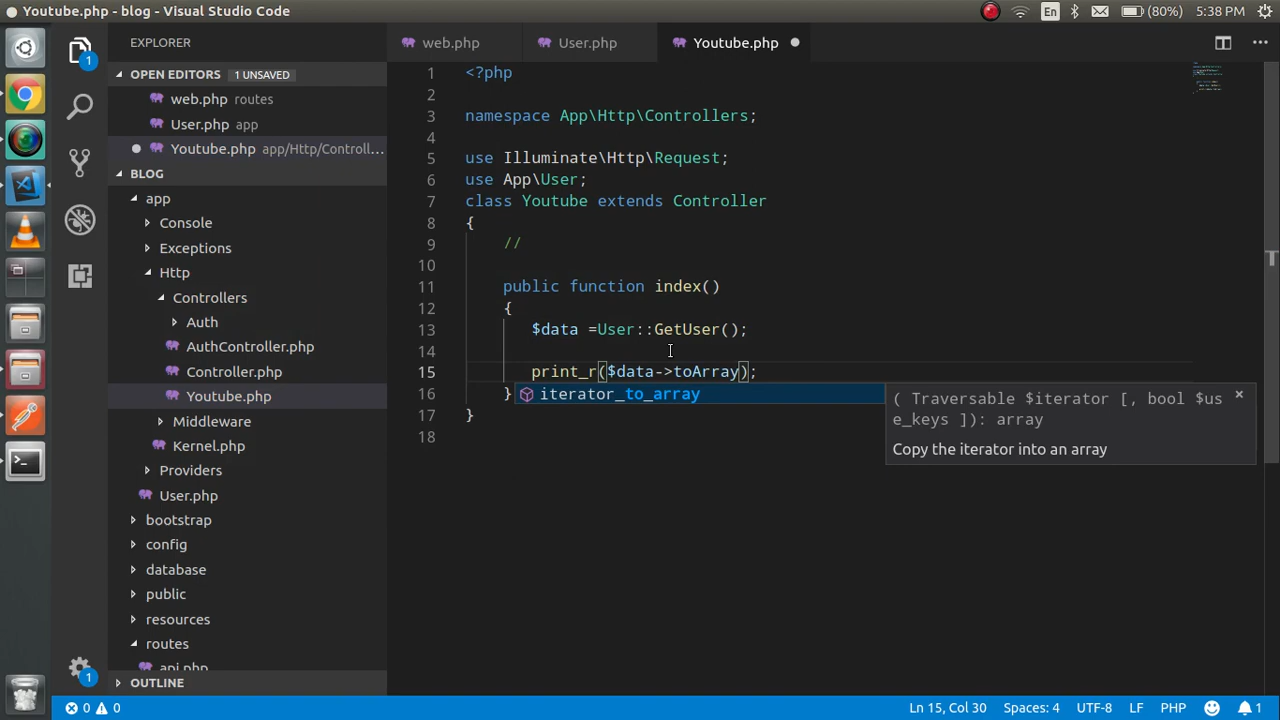 Youtube.php - blog - Visual Studio Code
En
(80%)
5:38 PM
EXPLORER
1
OPEN EDITORS 1 UNSAVED
web.php routes
User.php app
Youtube.php app/Http/Controll...
BLOG
app
Console
Exceptions
Http
Controllers
Auth
AuthController.php
Controller.php
Youtube.php
Middleware
Kernel.php
Providers
User.php
bootstrap
config
database
public
resources
routes
api.php
OUTLINE
1
web.php
User.php
Youtube.php
1 <?php
2
3 namespace App\Http\Controllers;
4
5 use Illuminate\Http\Request;
6 use App\User;
7 class Youtube extends Controller
8 {
9 //
10
11 public function index()
12 {
13 $data =User::GetUser();
14
15 print_r($data->toArray);
16 }
17 }
18
iterator_to_array
( Traversable $iterator [, bool $us
e_keys ]): array
Copy the iterator into an array
0
0
Ln 15, Col 30
Spaces: 4
UTF-8
LF
PHP
1